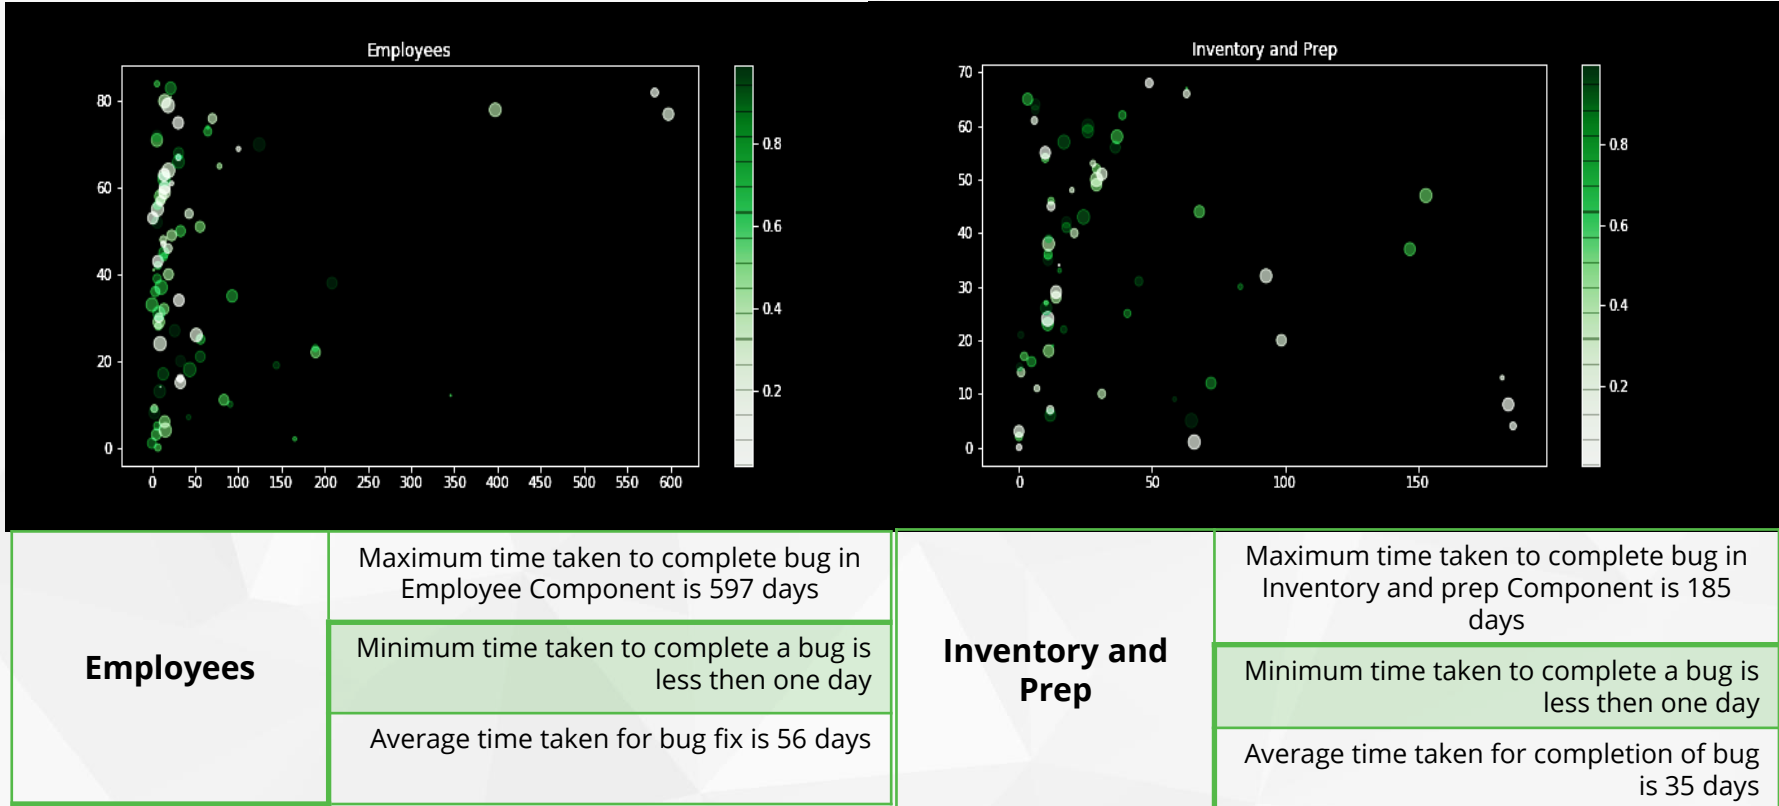 Employees
80
60
40
20
0
0 50 100 150 200 250 300 350 400 450 500 550 600
0.8
0.6
0.4
0.2
Inventory and Prep
70
60
50
40
30
20
10
0
0 50 100 150
0.8
0.6
0.4
0.2
Employees
Maximum time taken to complete bug in
Employee Component is 597 days
Minimum time taken to complete a bug is
less then one day
Average time taken for bug fix is 56 days
Inventory and
Prep
Maximum time taken to complete bug in
Inventory and prep Component is 185
days
Minimum time taken to complete a bug is
less then one day
Average time taken for completion of bug
is 35 days